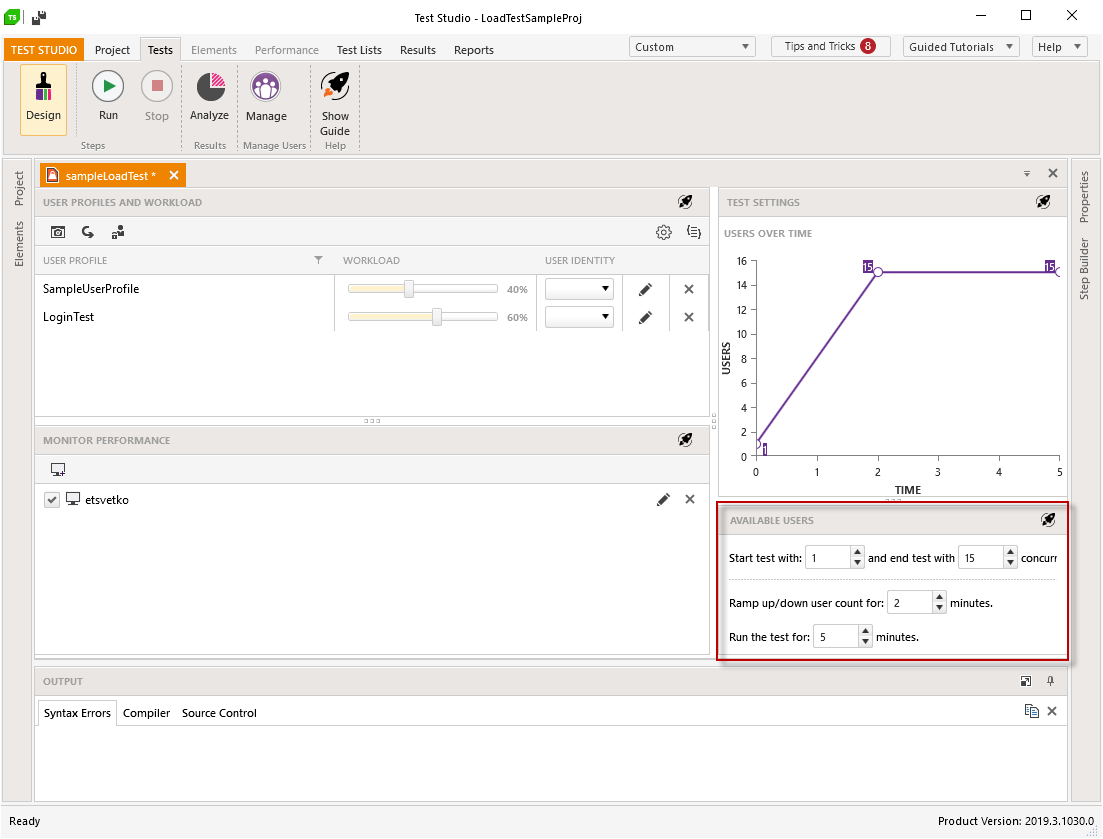 TS
Test Studio - LoadTestSampleProj
TEST STUDIO Project Tests Elements Performance Test Lists Results Reports Custom Tips and Tricks 8 Guided Tutorials Help
Design Run Stop Analyze Manage Show Guide
Steps Results Manage Users Help
Project
Elements
sampleLoadTest *
USER PROFILES AND WORKLOAD
USER PROFILE WORKLOAD USER IDENTITY
SampleUserProfile 40%
LoginTest 60%
MONITOR PERFORMANCE
etsvetko
TEST SETTINGS
USERS OVER TIME
USERS
16
14
12
10
8
6
4
2
0
15 15
1
0 1 2 3 4 5
TIME
AVAILABLE USERS
Start test with: 1 and end test with 15 concurr
Ramp up/down user count for: 2 minutes.
Run the test for: 5 minutes.
Properties
Step Builder
OUTPUT
Syntax Errors Compiler Source Control
Ready Product Version: 2019.3.1030.0